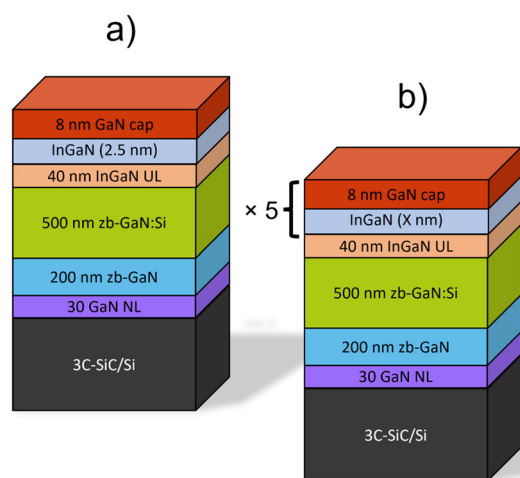 a)
8 nm GaN cap
InGaN (2.5 nm)
40 nm InGaN UL
500 nm zb-GaN:Si
200 nm zb-GaN
30 GaN NL
3C-SiC/Si
b)
× 5
8 nm GaN cap
InGaN (X nm)
40 nm InGaN UL
500 nm zb-GaN:Si
200 nm zb-GaN
30 GaN NL
3C-SiC/Si